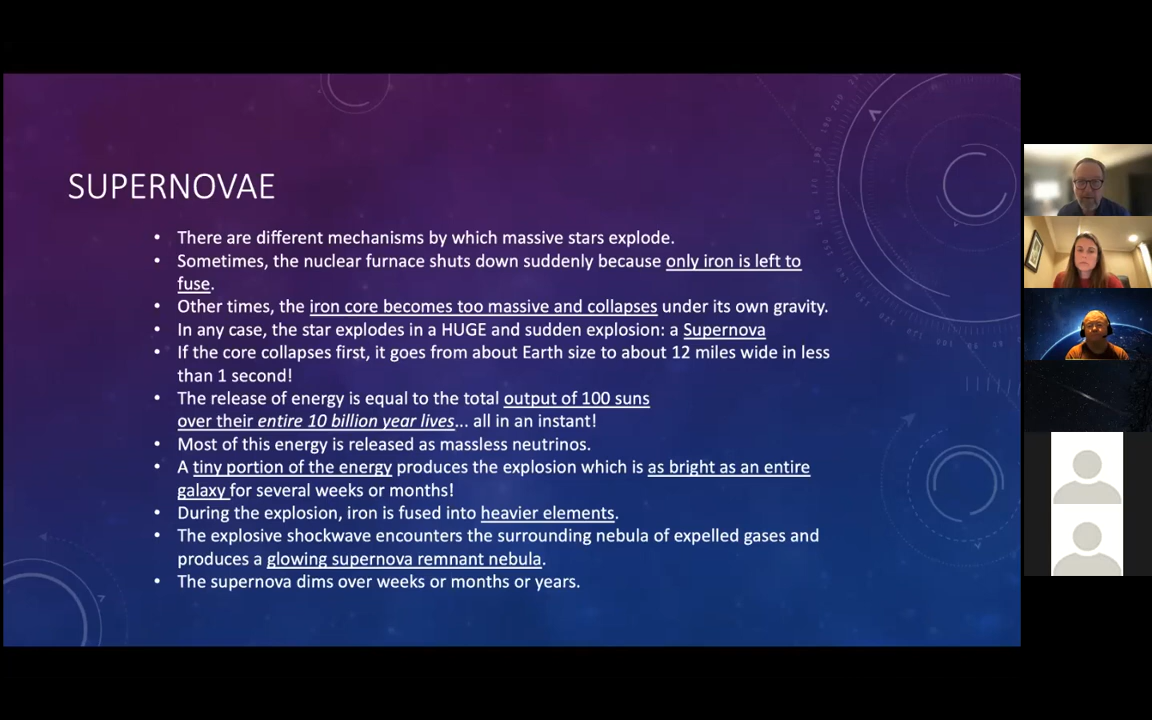 SUPERNOVAE
• There are different mechanisms by which massive stars explode.
• Sometimes, the nuclear furnace shuts down suddenly because only iron is left to
fuse.
• Other times, the iron core becomes too massive and collapses under its own gravity.
• In any case, the star explodes in a HUGE and sudden explosion: a Supernova
• If the core collapses first, it goes from about Earth size to about 12 miles wide in less
than 1 second!
• The release of energy is equal to the total output of 100 suns
over their entire 10 billion year lives... all in an instant!
• Most of this energy is released as massless neutrinos.
• A tiny portion of the energy produces the explosion which is as bright as an entire
galaxy for several weeks or months!
• During the explosion, iron is fused into heavier elements.
• The explosive shockwave encounters the surrounding nebula of expelled gases and
produces a glowing supernova remnant nebula.
• The supernova dims over weeks or months or years.